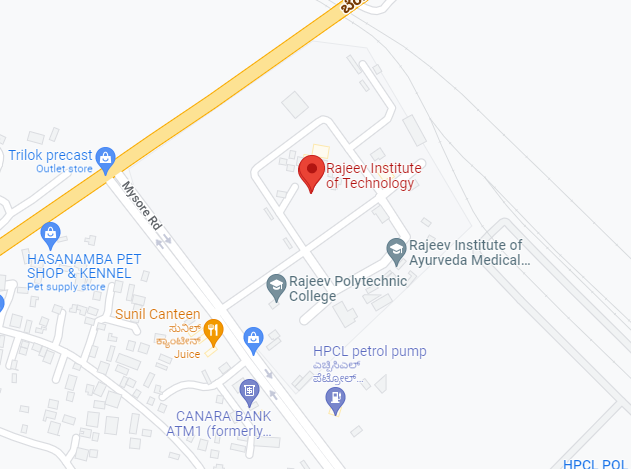 Trilok precast
Outlet store
Mysore Rd
Rajeev Institute
of Technology
HASANAMBA PET
SHOP & KENNEL
Pet supply store
Rajeev Institute of
Ayurveda Medical...
Rajeev Polytechnic
College
Sunil Canteen
ಸುನಿಲ್
ಕ್ಯಾಂಟೀನ್
Juice
HPCL petrol pump
ಎಚ್ಪಿಸಿಎಲ್
ಪೆಟ್ರೋಲ್...
CANARA BANK
ATM1 (formerly...
HPCL POL